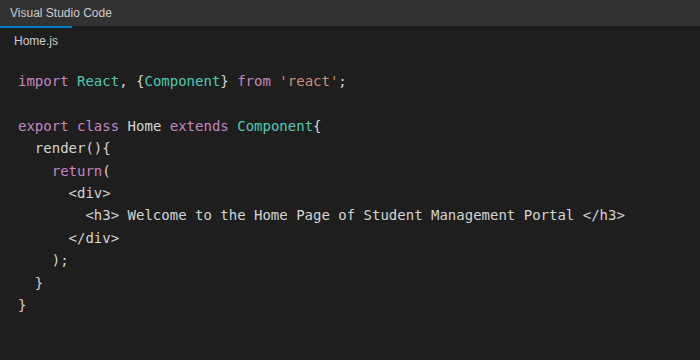 Visual Studio Code
Home.js
import React, {Component} from 'react';
export class Home extends Component{
render(){
return(
<div>
<h3> Welcome to the Home Page of Student Management Portal </h3>
</div>
);
}
}